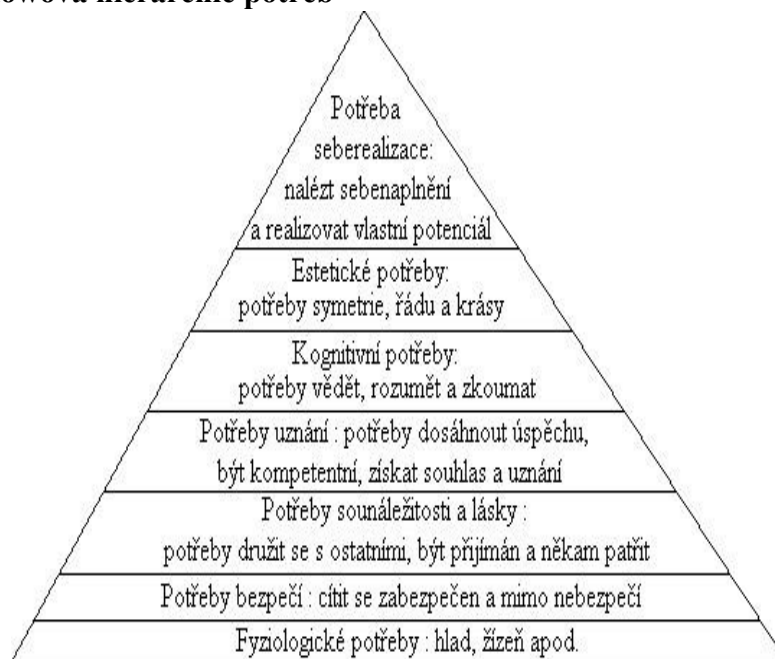 potřeb
Potřeba
seberealizace:
nalézt sebenaplnění
a realizovat vlastní potenciál
Estetické potřeby:
potřeby symetrie, řádu a krásy
Kognitivní potřeby:
potřeby vědět, rozumět a zkoumat
Potřeby uznání : potřeby dosáhnout úspěchu,
být kompetentní, získat souhlas a uznání
Potřeby sounáležitosti a lásky :
potřeby družit se s ostatními, být přijímán a někam patřit
Potřeby bezpečí : cítit se zabezpečen a mimo nebezpečí
Fyziologické potřeby : hlad, žízeň apod.